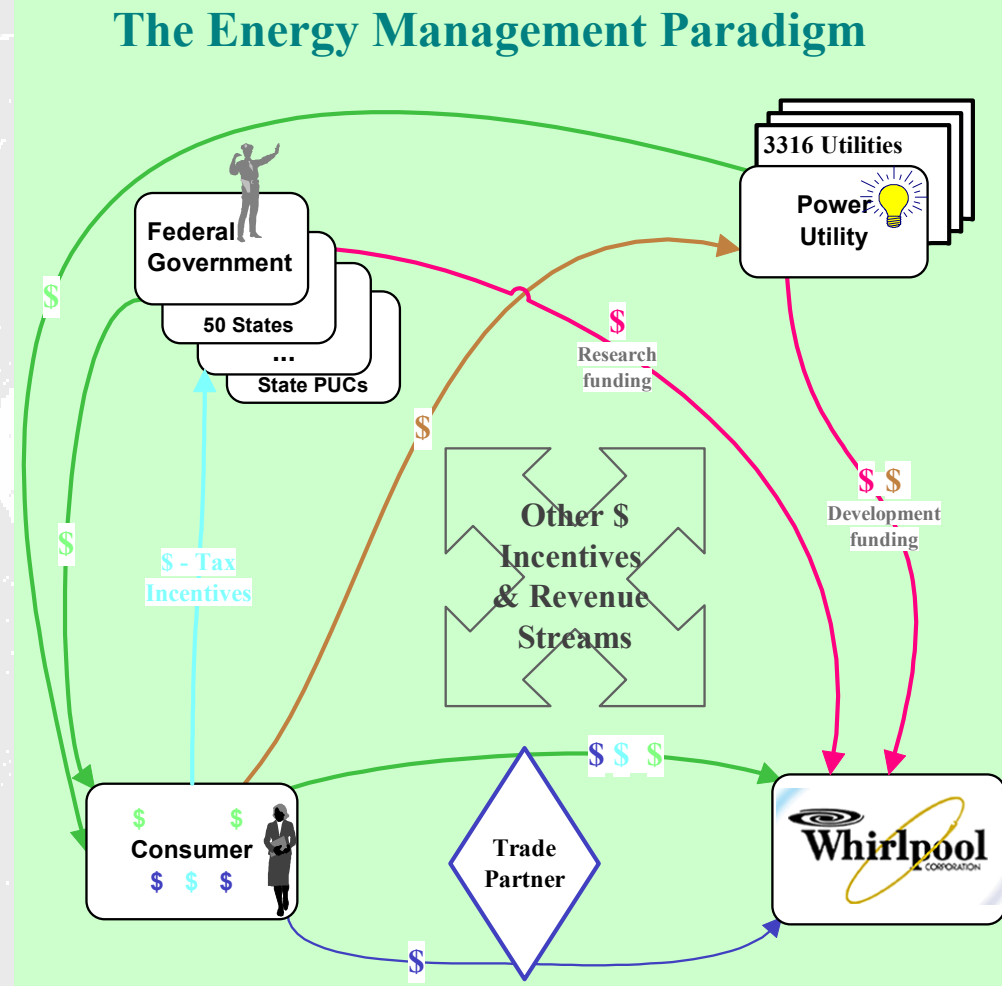 The Energy Management Paradigm
3316 Utilities
Power
Utility
Federal
Government
50 States
...
State PUCs
$
$
Research
funding
$
$ $
Development
funding
Other $
Incentives
& Revenue
Streams
$
$ - Tax
Incentives
$ $ $
$ $
Consumer
$ $ $
Trade
Partner
Whirlpool
CORPORATION
$